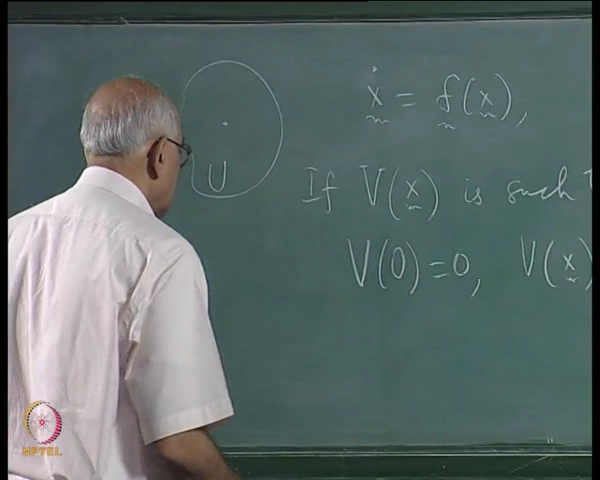 ẋ = f(x),
U
If V(x) is such
V(0)=0, V(x)
NPTEL